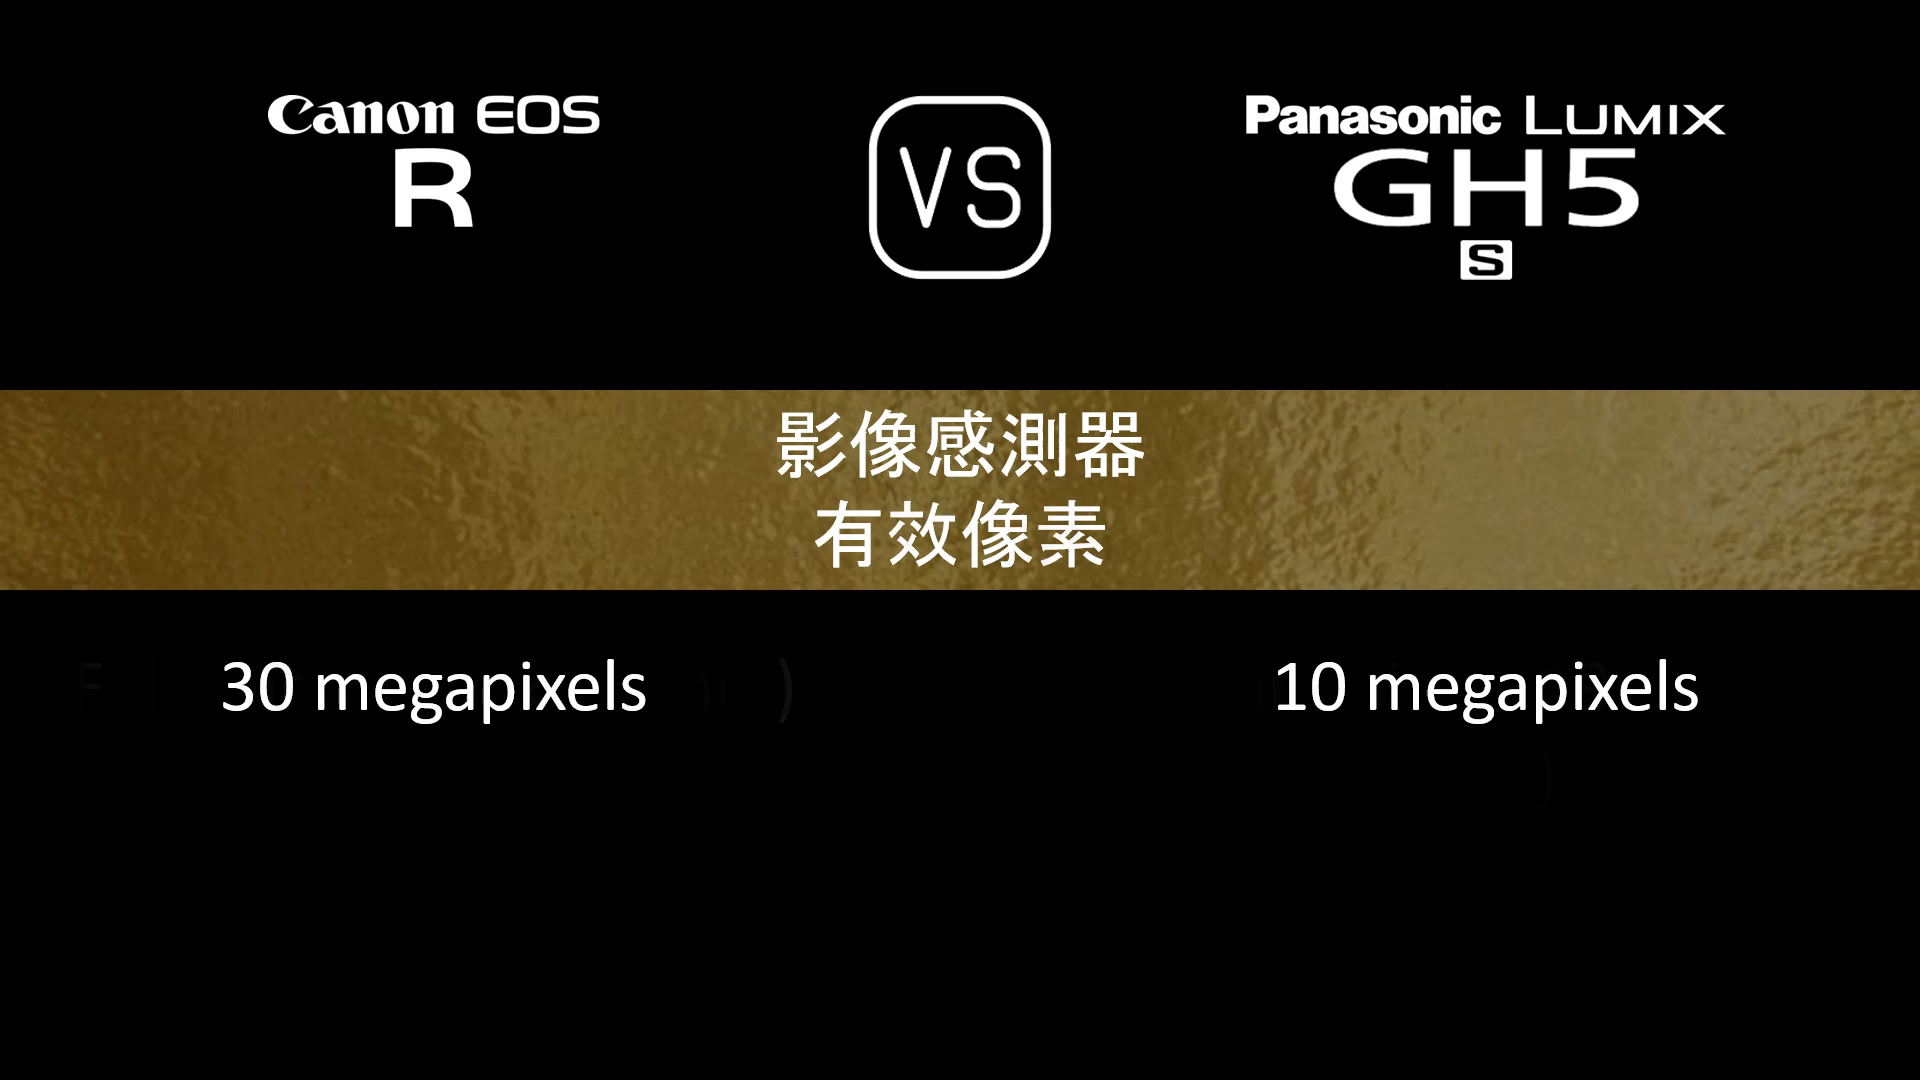 Canon EOS
R
VS
Panasonic LUMIX
GH5
S
影像感測器
有效像素
30 megapixels
10 megapixels